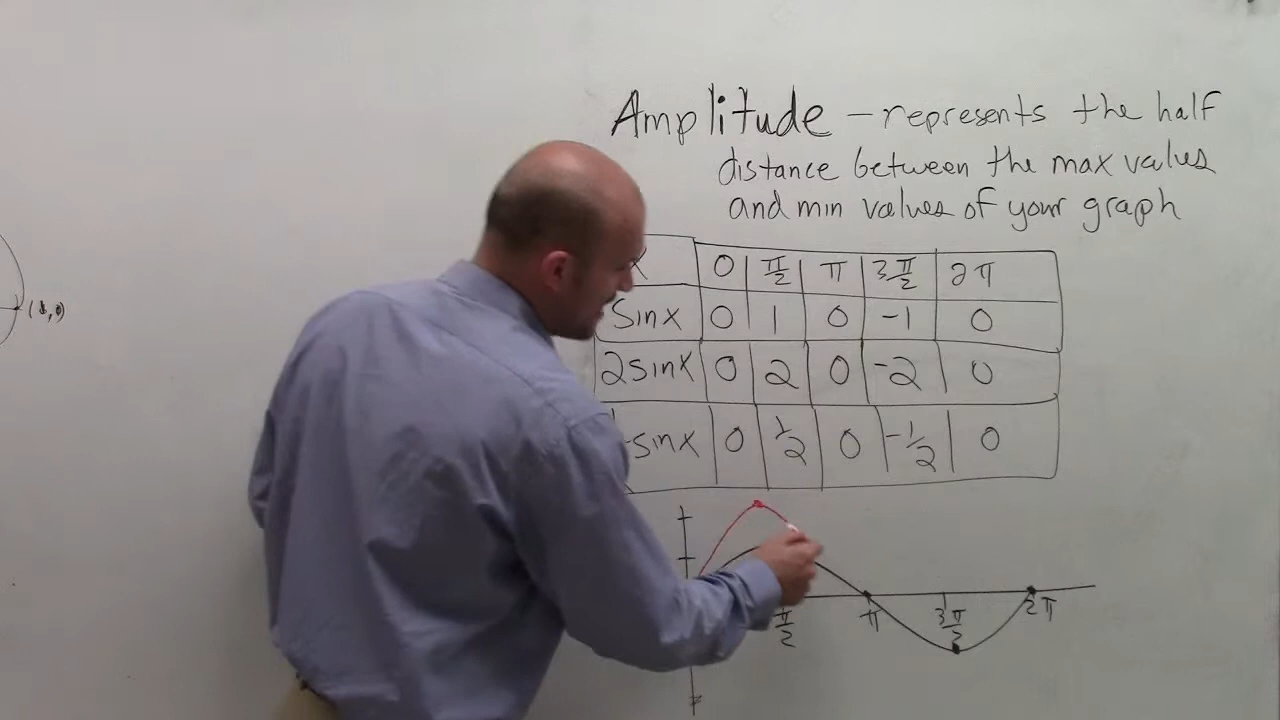 Amplitude - represents the half
distance between the max values
and min values of your graph
x 0 π/2 π 3π/2 2π
sinx 0 1 0 -1 0
2sinx 0 2 0 -2 0
sinx 0 1/2 0 -1/2 0
(1,0)
π/2 π 3π/2 2π